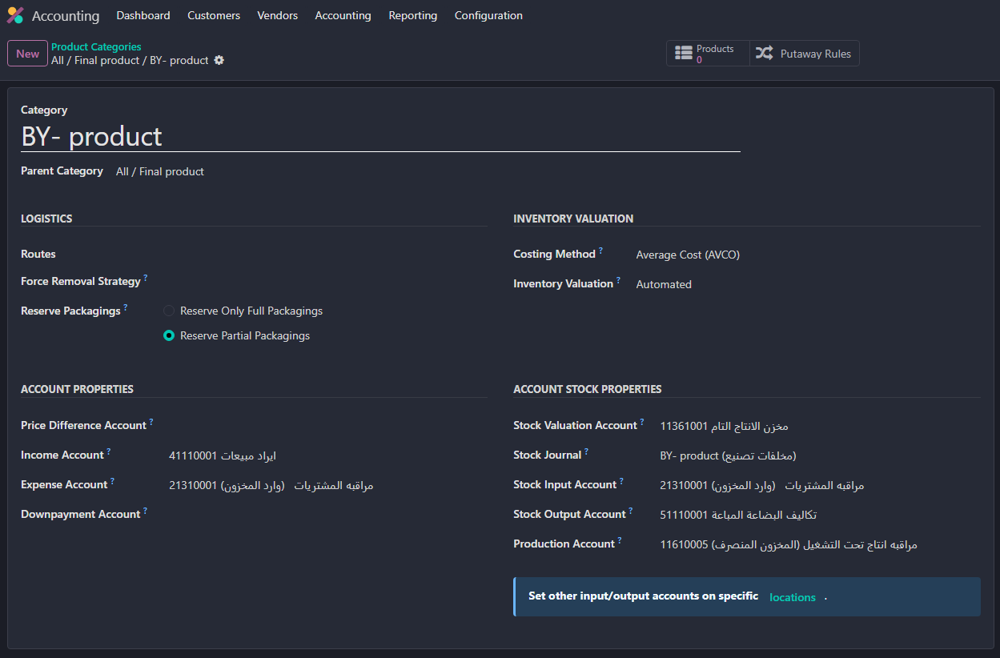 Accounting Dashboard Customers Vendors Accounting Reporting Configuration
New
Product Categories
All / Final product / BY- product
Products
0
Putaway Rules
Category
BY- product
Parent Category All / Final product
LOGISTICS
Routes
Force Removal Strategy ?
Reserve Packagings ? Reserve Only Full Packagings
Reserve Partial Packagings
INVENTORY VALUATION
Costing Method ? Average Cost (AVCO)
Inventory Valuation ? Automated
ACCOUNT PROPERTIES
Price Difference Account ?
Income Account ? 41110001 ايراد مبيعات
Expense Account ? 21310001 مراقبه المشتريات (وارد المخزون)
Downpayment Account ?
ACCOUNT STOCK PROPERTIES
Stock Valuation Account ? 11361001 مخزن الانتاج التام
Stock Journal ? BY- product (مخلفات تصنيع)
Stock Input Account ? 21310001 مراقبه المشتريات (وارد المخزون)
Stock Output Account ? 51110001 تكاليف البضاعة المباعة
Production Account ? 11610005 مراقبه انتاج تحت التشغيل (المخزون المنصرف)
Set other input/output accounts on specific locations .